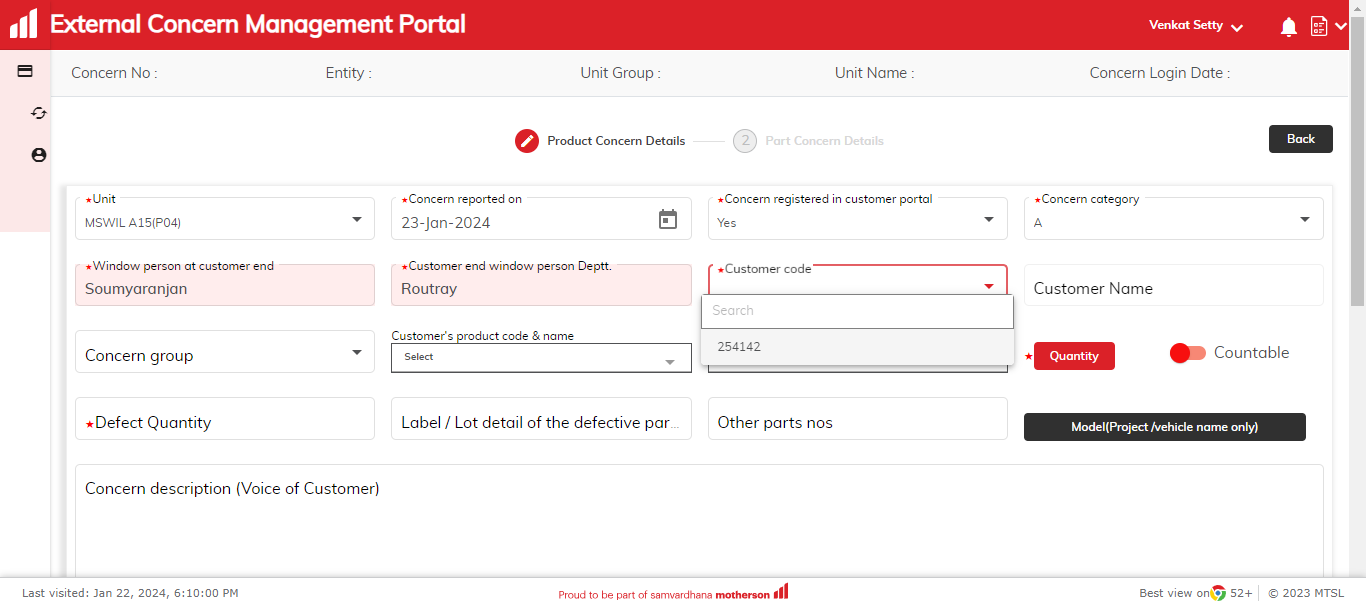 External Concern Management Portal
Venkat Setty
Concern No :
Entity :
Unit Group :
Unit Name :
Concern Login Date :
Product Concern Details
2
Part Concern Details
Back
*Unit
MSWIL A15(P04)
*Concern reported on
23-Jan-2024
*Concern registered in customer portal
Yes
*Concern category
A
*Window person at customer end
Soumyaranjan
*Customer end window person Deptt.
Routray
*Customer code
Customer Name
Search
254142
Concern group
Customer's product code & name
Select
*
Quantity
Countable
*Defect Quantity
Label / Lot detail of the defective par...
Other parts nos
Model(Project /vehicle name only)
Concern description (Voice of Customer)
Last visited: Jan 22, 2024, 6:10:00 PM
Proud to be part of samvardhana motherson
Best view on 52+
© 2023 MTSL